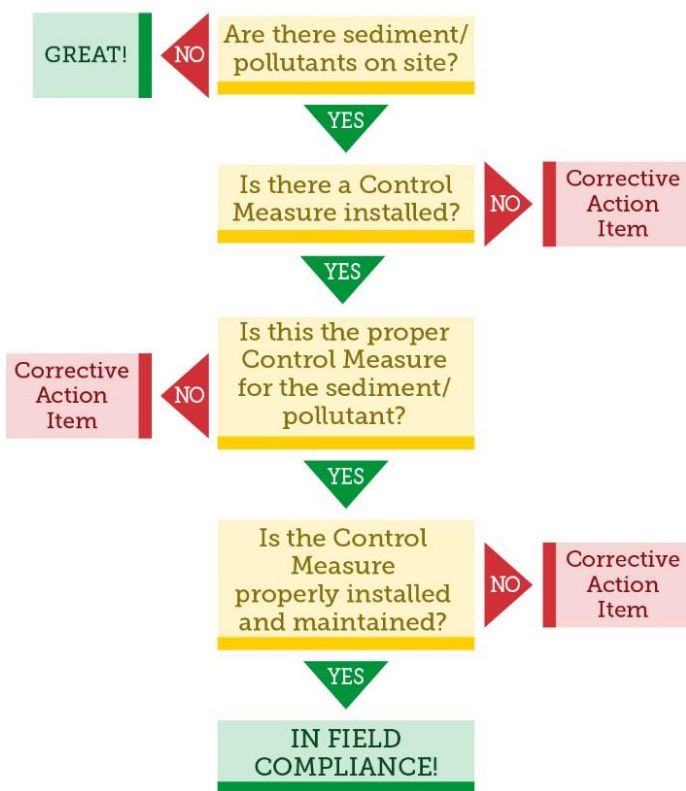 GREAT!
NO
Are there sediment/
pollutants on site?
YES
Is there a Control
Measure installed?
NO
Corrective
Action
Item
YES
Corrective
Action
Item
NO
Is this the proper
Control Measure
for the sediment/
pollutant?
YES
Is the Control
Measure
properly installed
and maintained?
NO
Corrective
Action
Item
YES
IN FIELD
COMPLIANCE!